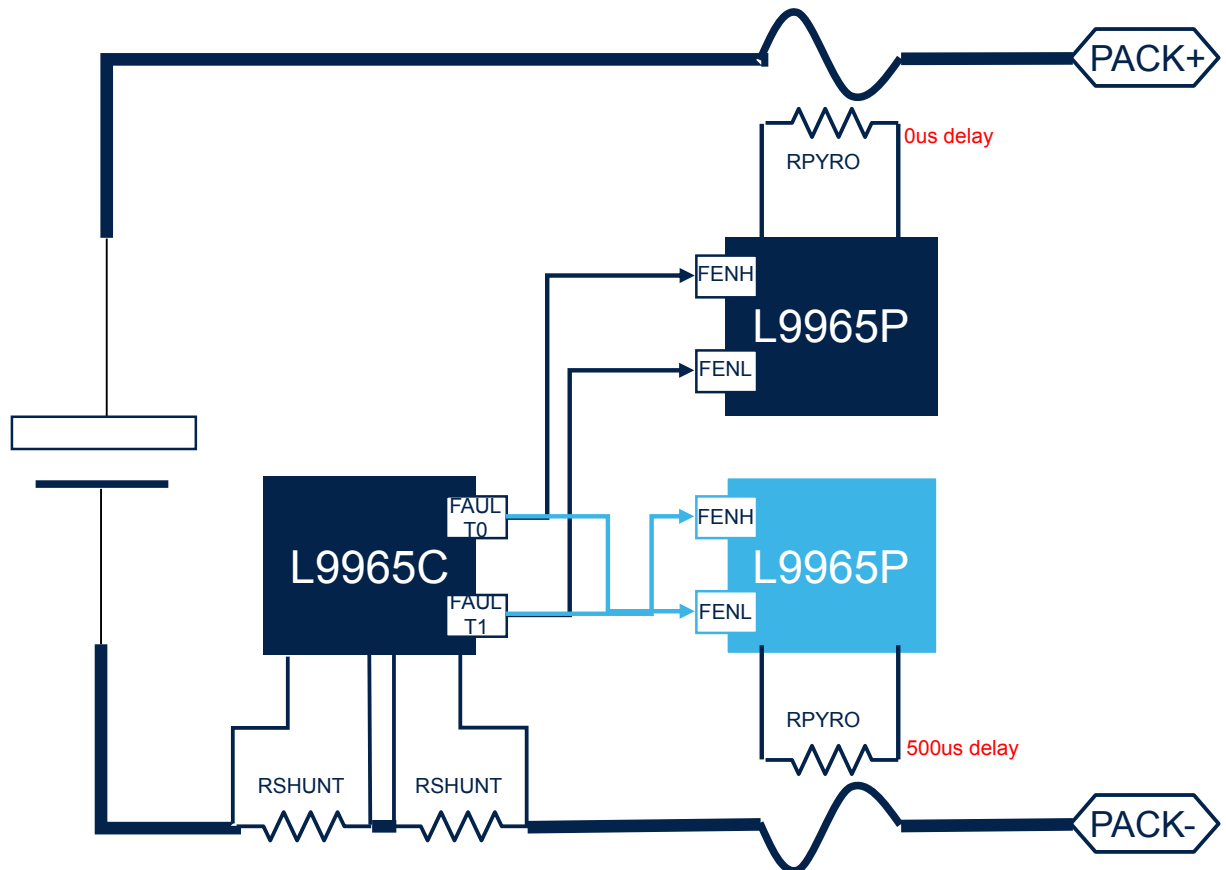 PACK+
0us delay
RPYRO
FENH
L9965P
FENL
FAUL
T0
L9965C
FAUL
T1
FENH
L9965P
FENL
RPYRO
500us delay
RSHUNT
RSHUNT
PACK-